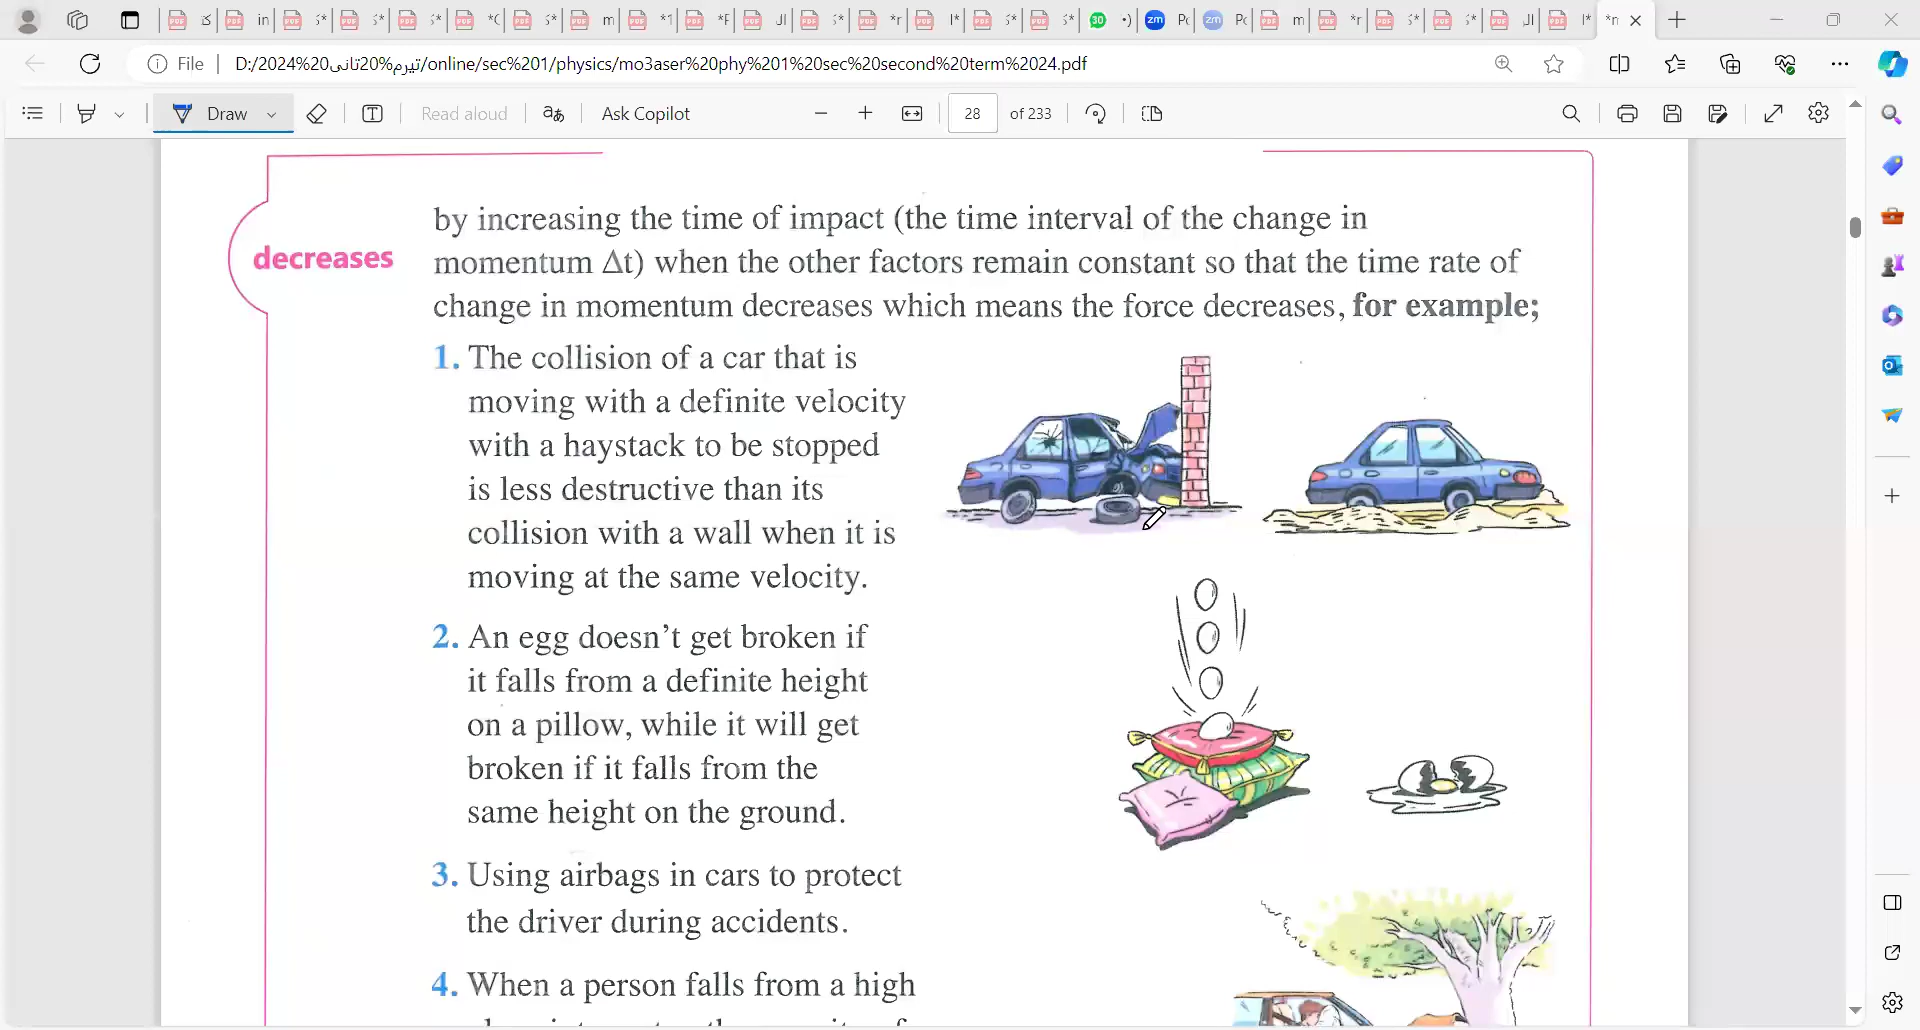 File
D:/2024%20تيرم%20تانى/online/sec%201/physics/mo3aser%20phy%201%20sec%20second%20term%2024.pdf
Draw
Read aloud
Ask Copilot
28
of 233
by increasing the time of impact (the time interval of the change in
decreases
momentum Δt) when the other factors remain constant so that the time rate of
change in momentum decreases which means the force decreases, for example;
1. The collision of a car that is
moving with a definite velocity
with a haystack to be stopped
is less destructive than its
collision with a wall when it is
moving at the same velocity.
2. An egg doesn't get broken if
it falls from a definite height
on a pillow, while it will get
broken if it falls from the
same height on the ground.
3. Using airbags in cars to protect
the driver during accidents.
4. When a person falls from a high